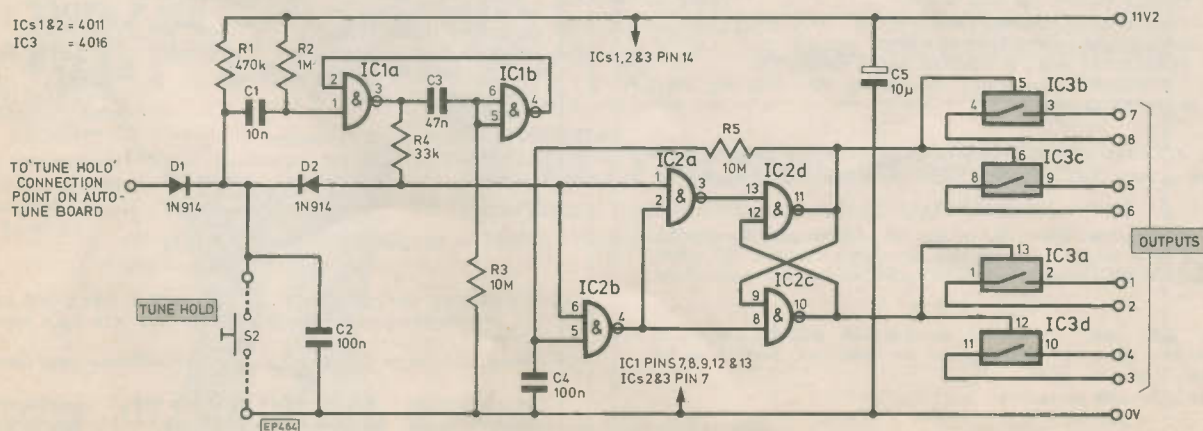 ICs 1 & 2 = 4011
IC3 = 4016
11V2
ICs 1, 2 & 3 PIN 14
R1
470k
R2
1M
C1
10n
IC1a
2
1
&
3
C3
47n
IC1b
6
5
&
4
R4
33k
C5
10µ
5
IC3b
4
3
7
8
6
IC3c
8
9
5
6
TO 'TUNE HOLD'
CONNECTION
POINT ON AUTO-
TUNE BOARD
D1
1N914
D2
1N914
R5
10M
IC2a
1
2
&
3
IC2d
13
12
&
11
OUTPUTS
TUNE HOLD
S2
C2
100n
R3
10M
IC2b
6
5
&
4
IC2c
9
8
&
10
13
IC3a
1
2
1
2
12
IC3d
11
10
4
3
C4
100n
IC1 PINS 7, 8, 9, 12 & 13
ICs 2 & 3 PIN 7
0V
EP464